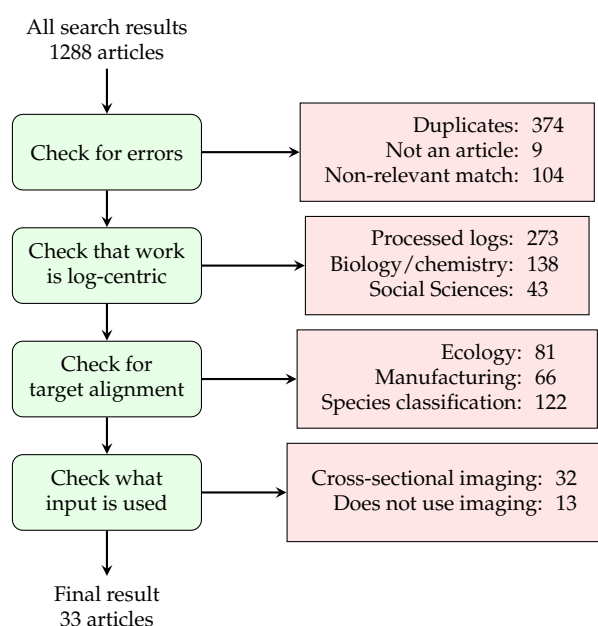 All search results
1288 articles
Check for errors
Duplicates: 374
Not an article: 9
Non-relevant match: 104
Check that work
is log-centric
Processed logs: 273
Biology/chemistry: 138
Social Sciences: 43
Check for
target alignment
Ecology: 81
Manufacturing: 66
Species classification: 122
Check what
input is used
Cross-sectional imaging: 32
Does not use imaging: 13
Final result
33 articles